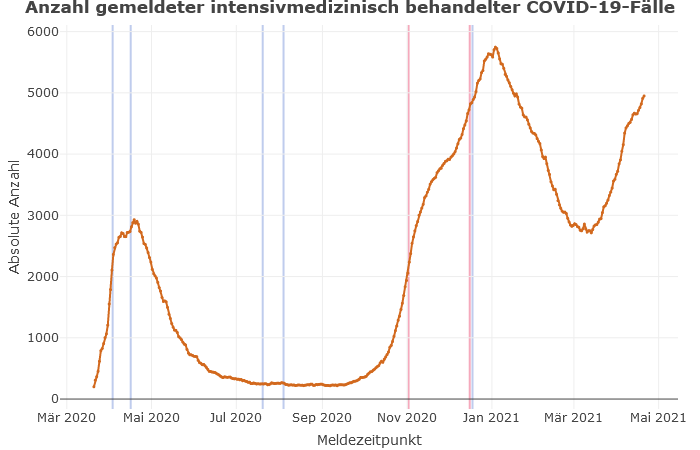 Anzahl gemeldeter intensivmedizinisch behandelter COVID-19-Fälle
6000
5000
4000
3000
2000
1000
0
Absolute Anzahl
Mär 2020 Mai 2020 Jul 2020 Sep 2020 Nov 2020 Jan 2021 Mär 2021 Mai 2021
Meldezeitpunkt